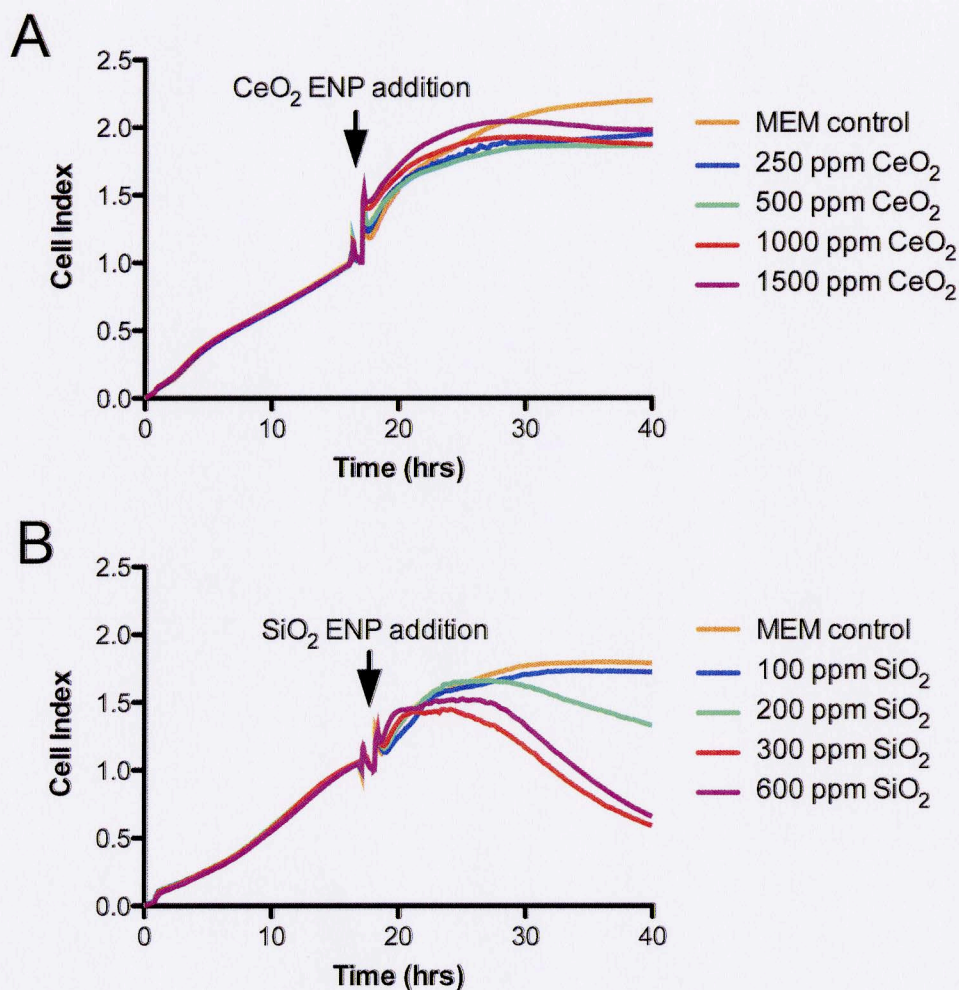 A
CeO₂ ENP addition
Cell Index
2.5
2.0
1.5
1.0
0.5
0.0
0 10 20 30 40
Time (hrs)
MEM control
250 ppm CeO₂
500 ppm CeO₂
1000 ppm CeO₂
1500 ppm CeO₂
B
SiO₂ ENP addition
Cell Index
2.5
2.0
1.5
1.0
0.5
0.0
0 10 20 30 40
Time (hrs)
MEM control
100 ppm SiO₂
200 ppm SiO₂
300 ppm SiO₂
600 ppm SiO₂